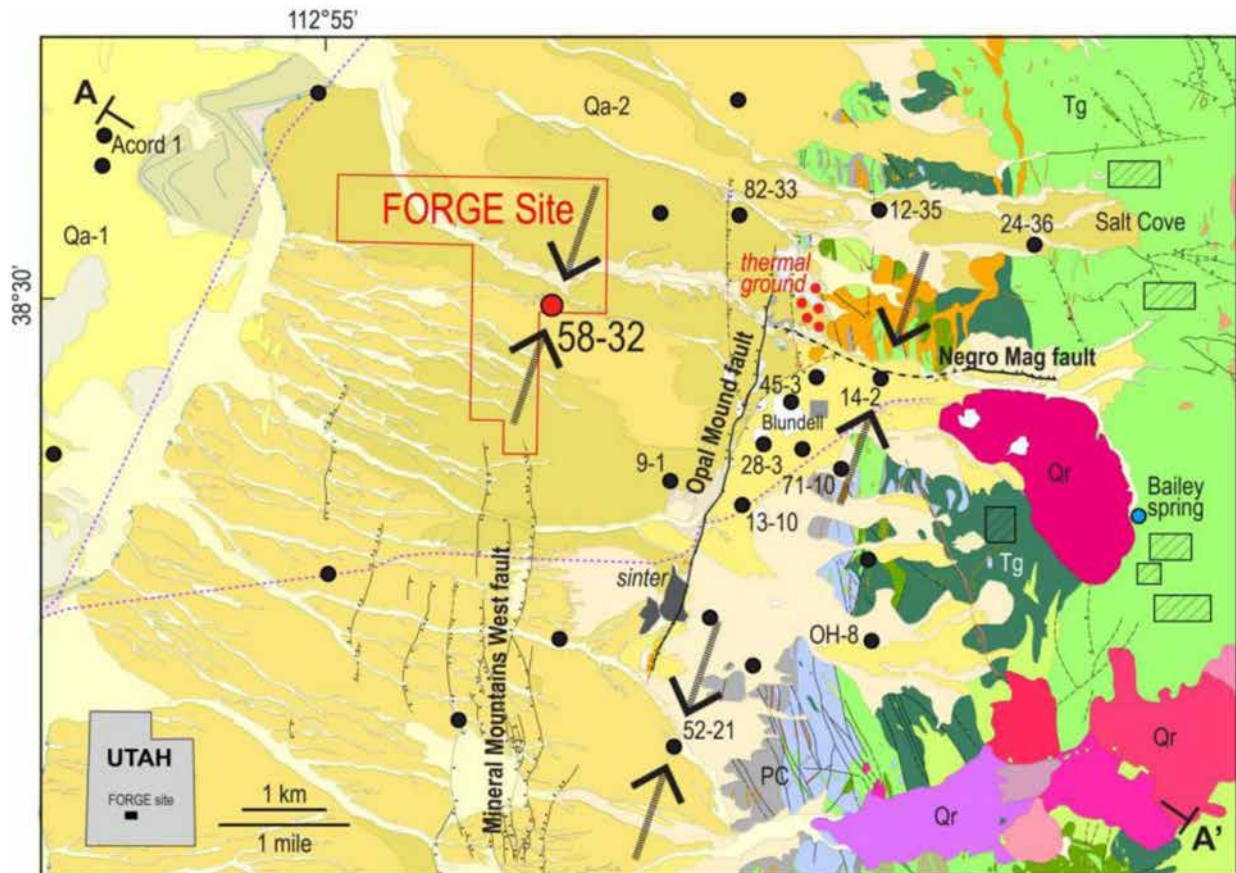 112°55'
A
Acord 1
Qa-1
Qa-2
Tg
FORGE Site
82-33
12-35
24-36
Salt Cove
38°30'
thermal
ground
58-32
Negro Mag fault
Opal Mound fault
45-3
14-2
Blundell
9-1
28-3
71-10
13-10
Qr
Bailey
spring
Tg
sinter
Mineral Mountains West fault
OH-8
52-21
PC
Qr
Qr
UTAH
FORGE site
1 km
1 mile
A'